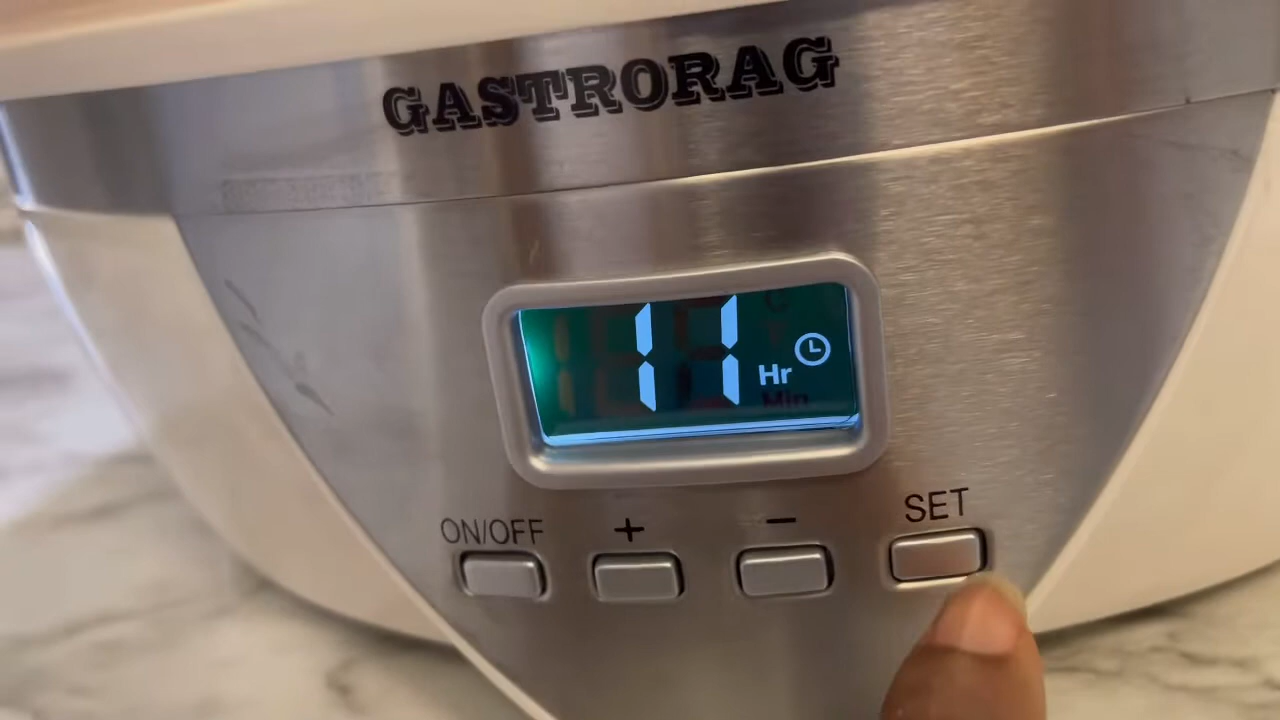 GASTRORAG
11 Hr
Min
ON/OFF + − SET